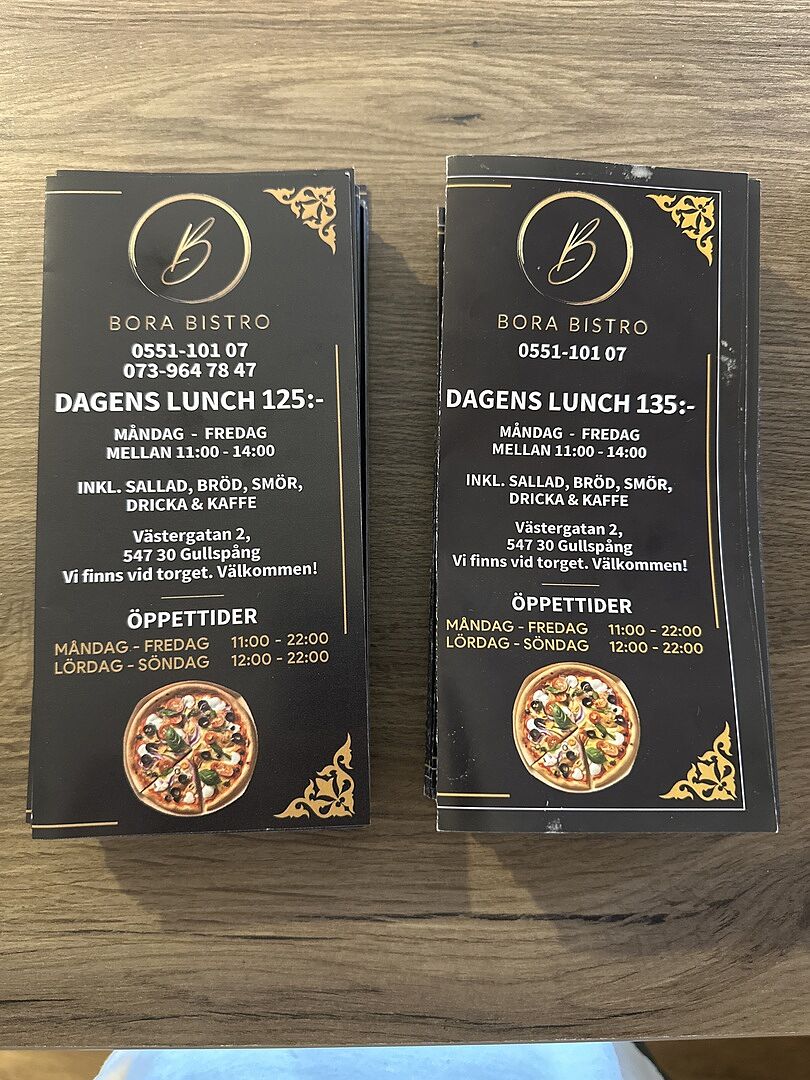 B
BORA BISTRO
0551-101 07
073-964 78 47
DAGENS LUNCH 125:-
MÅNDAG - FREDAG
MELLAN 11:00 - 14:00
INKL. SALLAD, BRÖD, SMÖR,
DRICKA & KAFFE
Västergatan 2,
547 30 Gullspång
Vi finns vid torget. Välkommen!
ÖPPETTIDER
MÅNDAG - FREDAG 11:00 - 22:00
LÖRDAG - SÖNDAG 12:00 - 22:00
B
BORA BISTRO
0551-101 07
DAGENS LUNCH 135:-
MÅNDAG - FREDAG
MELLAN 11:00 - 14:00
INKL. SALLAD, BRÖD, SMÖR,
DRICKA & KAFFE
Västergatan 2,
547 30 Gullspång
Vi finns vid torget. Välkommen!
ÖPPETTIDER
MÅNDAG - FREDAG 11:00 - 22:00
LÖRDAG - SÖNDAG 12:00 - 22:00